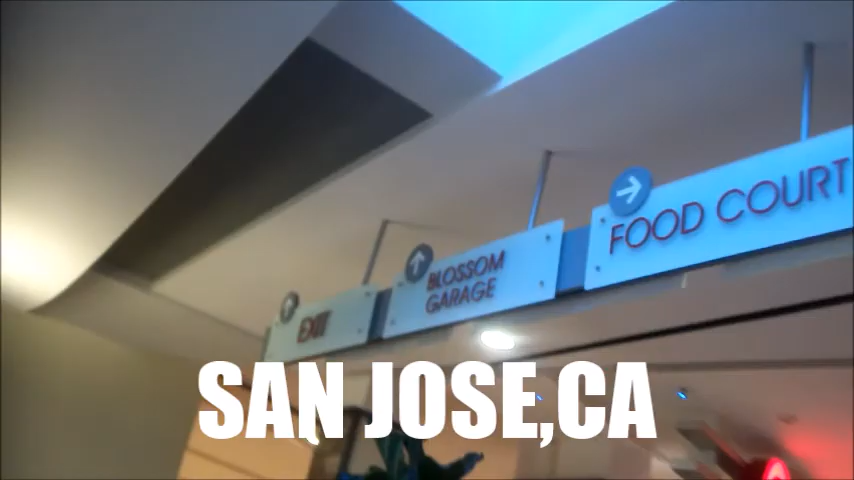 FOOD COURT
BLOSSOM
GARAGE
EXIT
SAN JOSE,CA